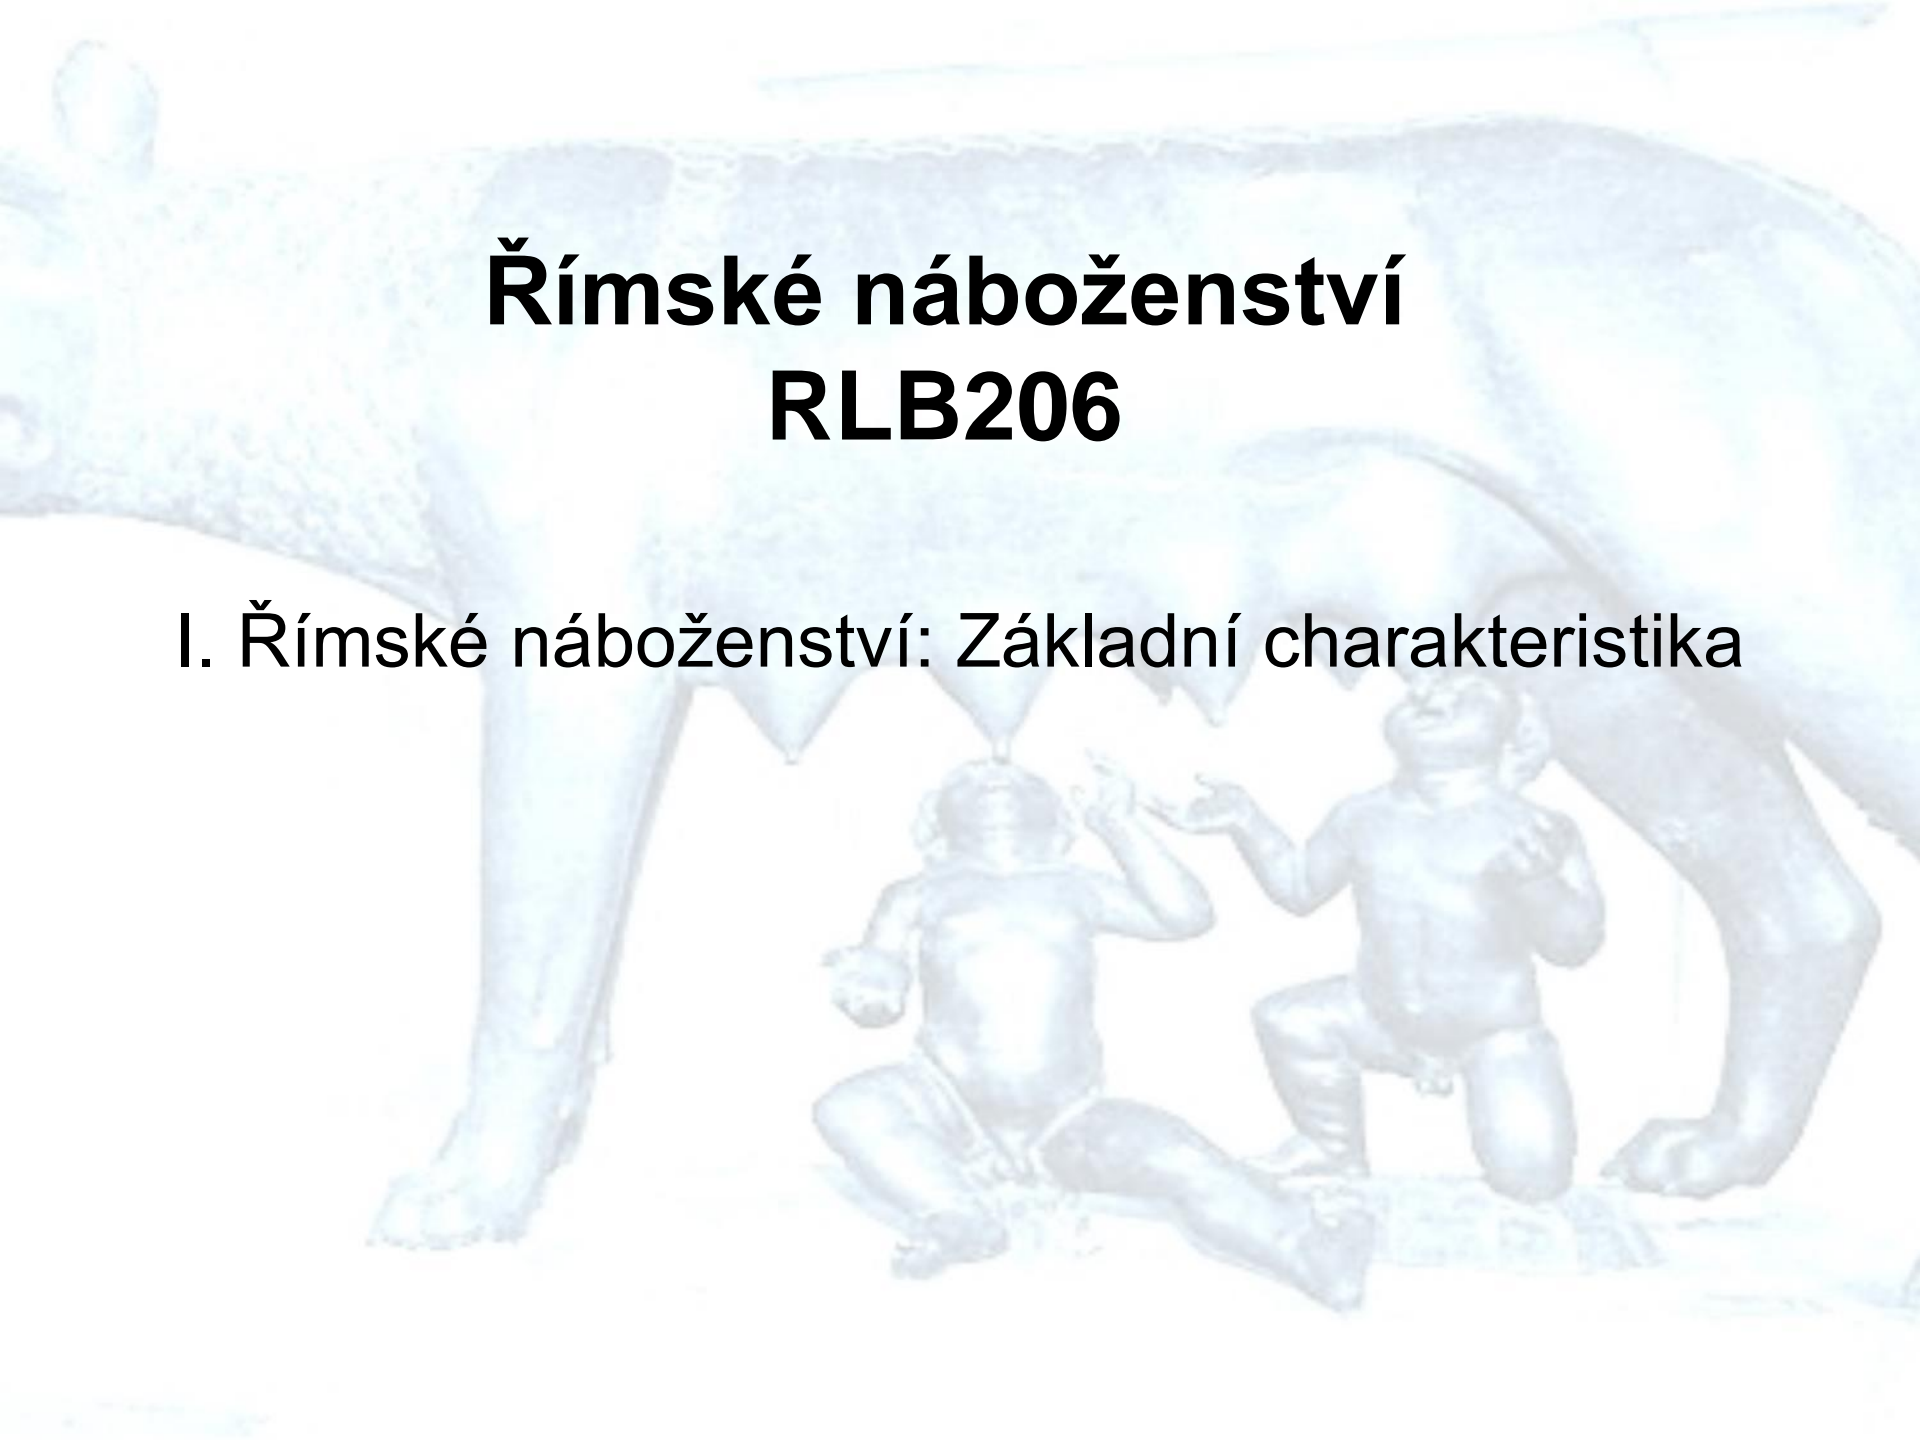 Římské náboženství
RLB206
I. Římské náboženství: Základní charakteristika